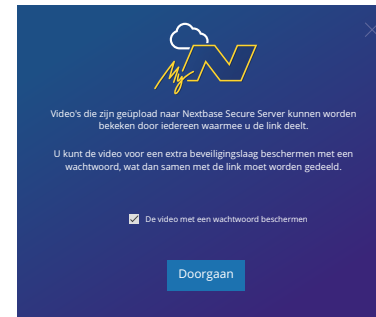 My N
Video's die zijn geüpload naar Nextbase Secure Server kunnen worden
bekeken door iedereen waarmee u de link deelt.
U kunt de video voor een extra beveiligingslaag beschermen met een
wachtwoord, wat dan samen met de link moet worden gedeeld.
De video met een wachtwoord beschermen
Doorgaan